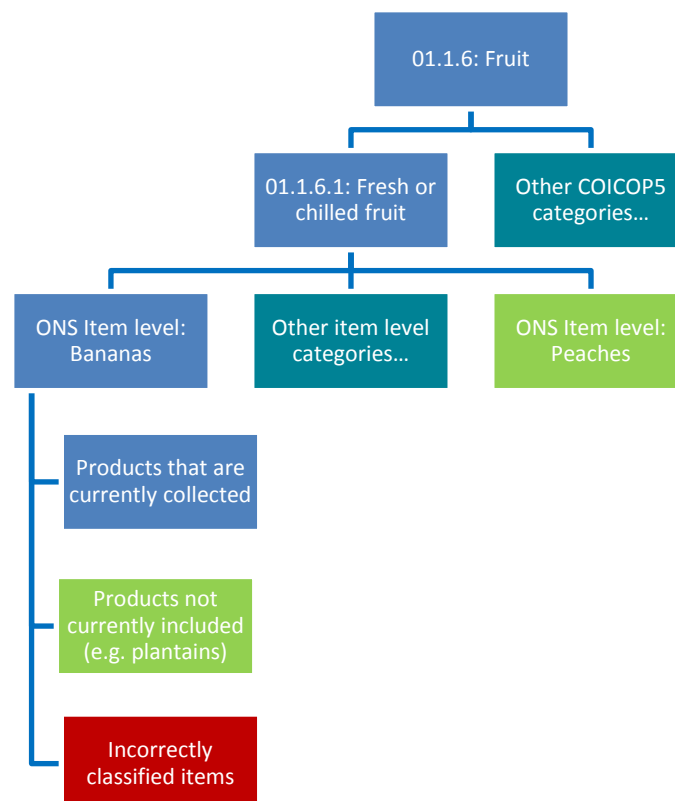 01.1.6: Fruit
01.1.6.1: Fresh or
chilled fruit
Other COICOP5
categories…
ONS Item level:
Bananas
Other item level
categories…
ONS Item level:
Peaches
Products that are
currently collected
Products not
currently included
(e.g. plantains)
Incorrectly
classified items